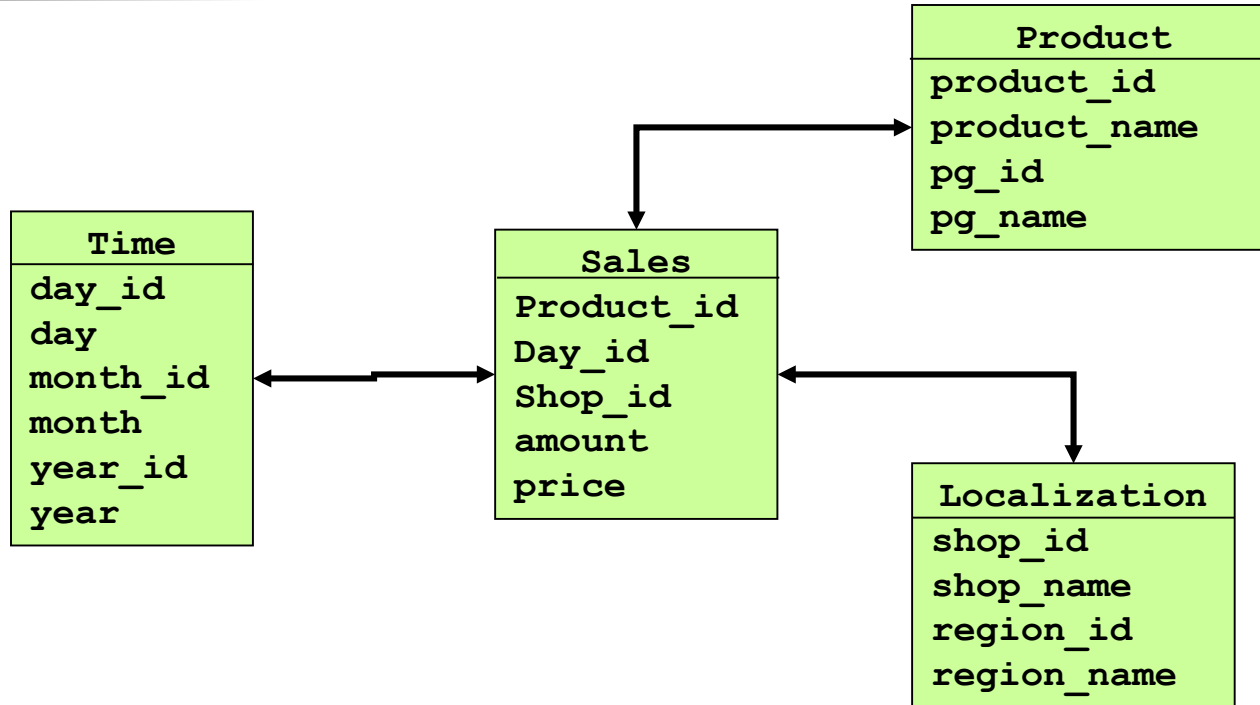 Product
product_id
product_name
pg_id
pg_name
Time
day_id
day
month_id
month
year_id
year
Sales
Product_id
Day_id
Shop_id
amount
price
Localization
shop_id
shop_name
region_id
region_name